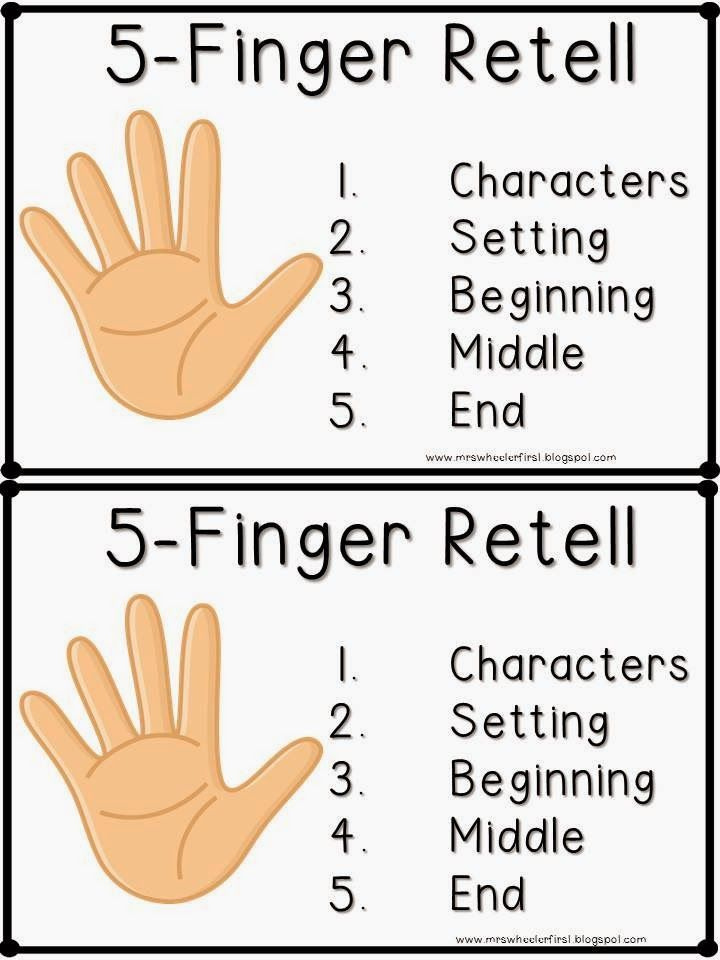 5-Finger Retell
1. Characters
2. Setting
3. Beginning
4. Middle
5. End
www.mrswheelerfirst.blogspot.com
5-Finger Retell
1. Characters
2. Setting
3. Beginning
4. Middle
5. End
www.mrswheelerfirst.blogspot.com